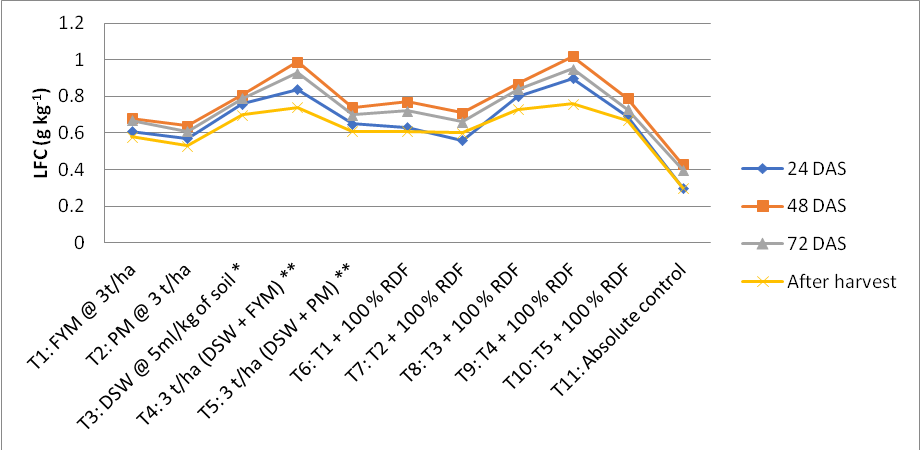 1.2
1
0.8
0.6
0.4
0.2
0
LFC (g kg-1)
T1: FYM @ 3t/ha
T2: PM @ 3 t/ha
T3: DSW @ 5ml/kg of soil *
T4: 3 t/ha (DSW + FYM) **
T5: 3 t/ha (DSW + PM) **
T6: T1 + 100% RDF
T7: T2 + 100% RDF
T8: T3 + 100% RDF
T9: T4 + 100% RDF
T10: T5 + 100% RDF
T11: Absolute control
24 DAS
48 DAS
72 DAS
After harvest